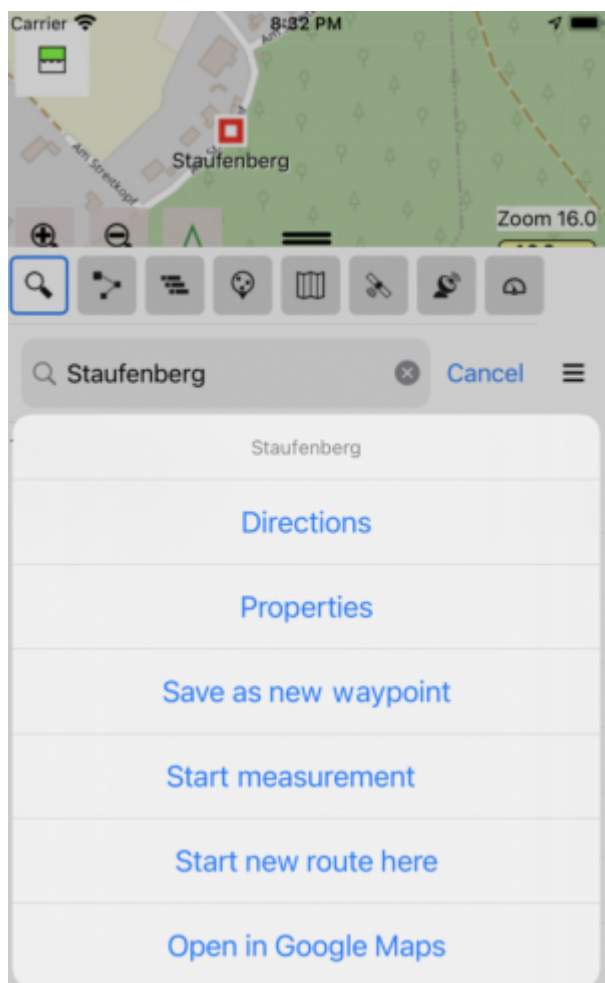 Carrier 8:32 PM
Am Streitkopf
Staufenberg
Zoom 16.0
Staufenberg Cancel
Staufenberg
Directions
Properties
Save as new waypoint
Start measurement
Start new route here
Open in Google Maps